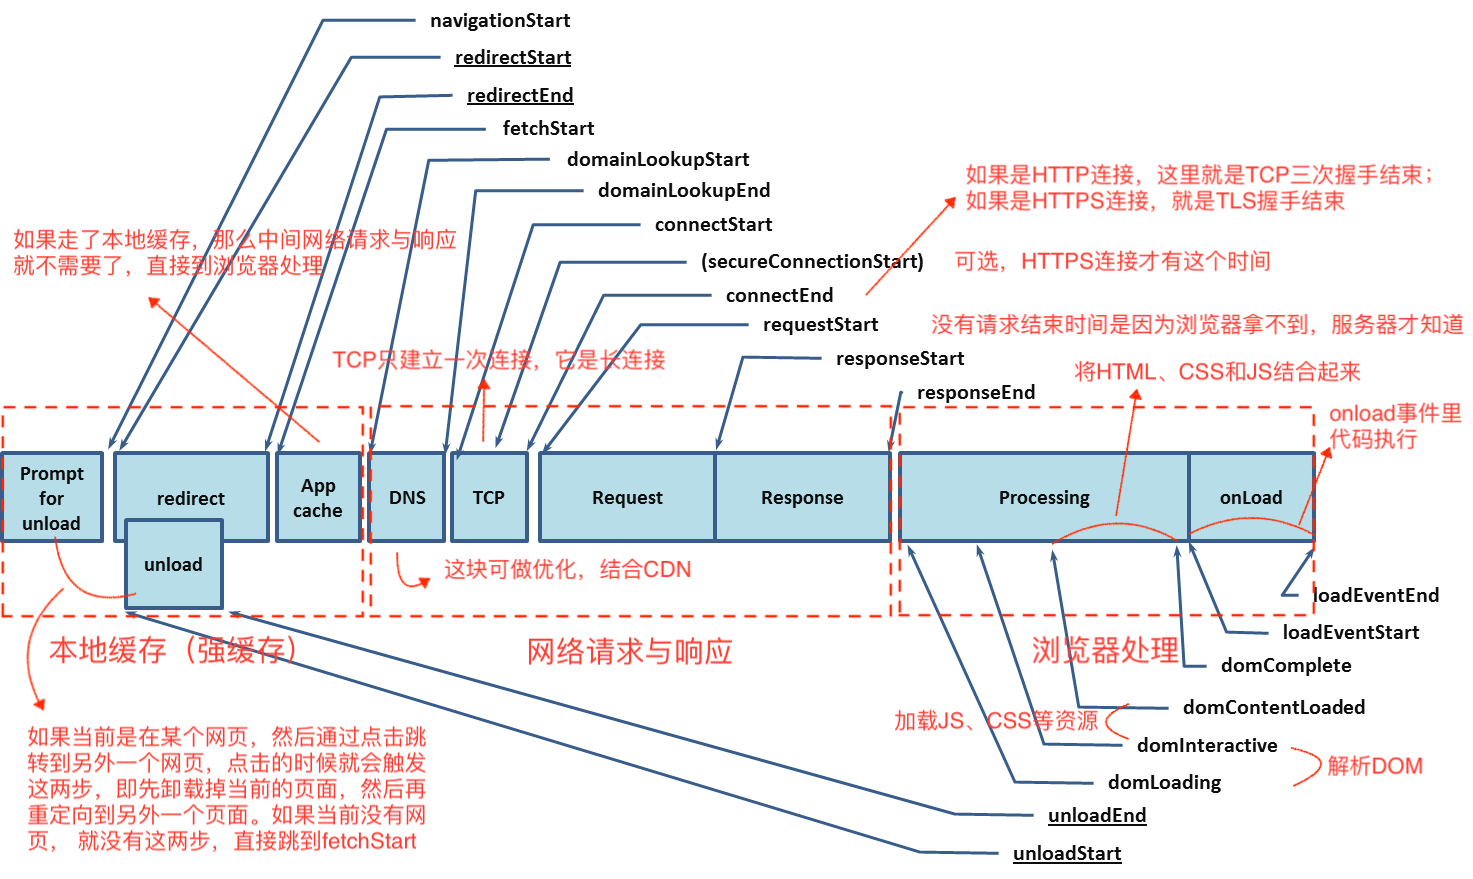 navigationStart
redirectStart
redirectEnd
fetchStart
domainLookupStart
domainLookupEnd
connectStart
(secureConnectionStart)
connectEnd
requestStart
responseStart
responseEnd
如果是HTTP连接，这里就是TCP三次握手结束；
如果是HTTPS连接，就是TLS握手结束
可选，HTTPS连接才有这个时间
没有请求结束时间是因为浏览器拿不到，服务器才知道
将HTML、CSS和JS结合起来
onload事件里
代码执行
如果走了本地缓存，那么中间网络请求与响应
就不需要了，直接到浏览器处理
TCP只建立一次连接，它是长连接
Prompt
for
unload
redirect
unload
App
cache
DNS
TCP
Request
Response
Processing
onLoad
这块可做优化，结合CDN
本地缓存（强缓存）
网络请求与响应
浏览器处理
loadEventEnd
loadEventStart
domComplete
domContentLoaded
加载JS、CSS等资源
domInteractive
解析DOM
domLoading
unloadEnd
unloadStart
如果当前是在某个网页，然后通过点击跳
转到另外一个网页，点击的时候就会触发
这两步，即先卸载掉当前的页面，然后再
重定向到另外一个页面。如果当前没有网
页， 就没有这两步，直接跳到fetchStart